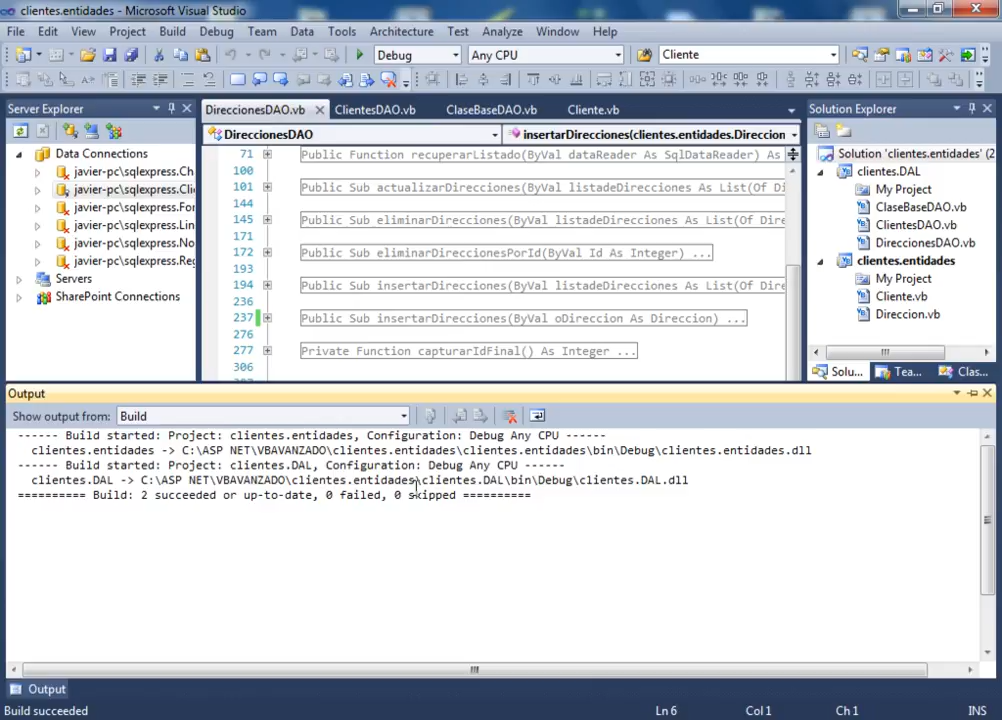 clientes.entidades - Microsoft Visual Studio
File Edit View Project Build Debug Team Data Tools Architecture Test Analyze Window Help
Debug Any CPU Cliente
Server Explorer
Data Connections
javier-pc\sqlexpress.Ch
javier-pc\sqlexpress.Cli
javier-pc\sqlexpress.For
javier-pc\sqlexpress.Lin
javier-pc\sqlexpress.No
javier-pc\sqlexpress.Reg
Servers
SharePoint Connections
DireccionesDAO.vb ClientesDAO.vb ClaseBaseDAO.vb Cliente.vb
DireccionesDAO insertarDirecciones(clientes.entidades.Direccion
71 Public Function recuperarListado(ByVal dataReader As SqlDataReader) As
100
101 Public Sub actualizarDirecciones(ByVal listadeDirecciones As List(Of Di
144
145 Public Sub eliminarDirecciones(ByVal listadeDirecciones As List(Of Dire
171
172 Public Sub eliminarDireccionesPorId(ByVal Id As Integer) ...
193
194 Public Sub insertarDirecciones(ByVal listadeDirecciones As List(Of Dire
236
237 Public Sub insertarDirecciones(ByVal oDireccion As Direccion) ...
276
277 Private Function capturarIdFinal() As Integer ...
306
Solution Explorer
Solution 'clientes.entidades' (2
clientes.DAL
My Project
ClaseBaseDAO.vb
ClientesDAO.vb
DireccionesDAO.vb
clientes.entidades
My Project
Cliente.vb
Direccion.vb
Solu... Tea... Clas...
Output
Show output from: Build
------ Build started: Project: clientes.entidades, Configuration: Debug Any CPU ------
clientes.entidades -> C:\ASP NET\VBAVANZADO\clientes.entidades\clientes.entidades\bin\Debug\clientes.entidades.dll
------ Build started: Project: clientes.DAL, Configuration: Debug Any CPU ------
clientes.DAL -> C:\ASP NET\VBAVANZADO\clientes.entidades\clientes.DAL\bin\Debug\clientes.DAL.dll
========== Build: 2 succeeded or up-to-date, 0 failed, 0 skipped ==========
Output
Build succeeded Ln 6 Col 1 Ch 1 INS